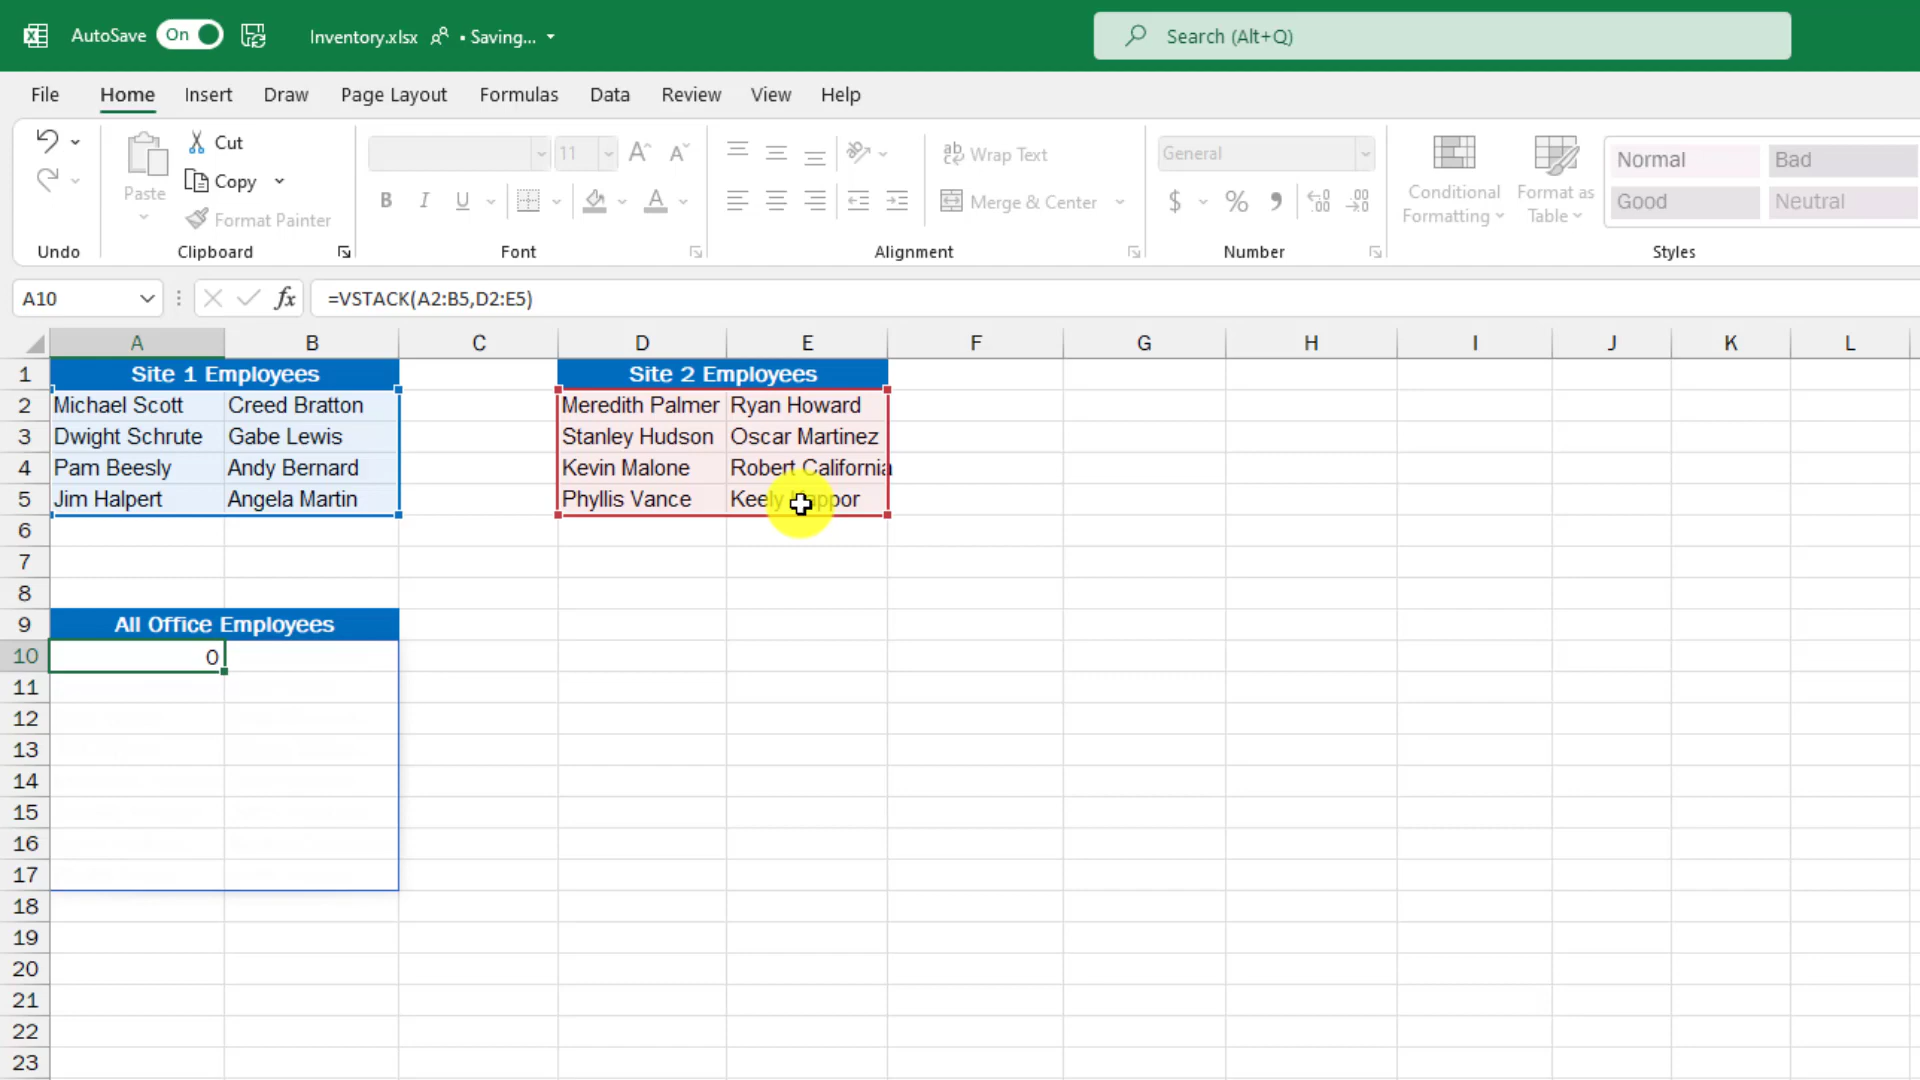 AutoSave On Inventory.xlsx • Saving... Search (Alt+Q)
File Home Insert Draw Page Layout Formulas Data Review View Help
Paste Cut Copy Format Painter
11 A A
B I U A
ab Wrap Text
Merge & Center
General
$ % 9 .00
Conditional Formatting
Format as Table
Normal Bad
Good Neutral
Undo Clipboard Font Alignment Number Styles
A10 fx =VSTACK(A2:B5,D2:E5)
A B C D E F G H I J K L
1 Site 1 Employees Site 2 Employees
2 Michael Scott Creed Bratton Meredith Palmer Ryan Howard
3 Dwight Schrute Gabe Lewis Stanley Hudson Oscar Martinez
4 Pam Beesly Andy Bernard Kevin Malone Robert California
5 Jim Halpert Angela Martin Phyllis Vance Keely
6
7
8
9 All Office Employees
10 0
11
12
13
14
15
16
17
18
19
20
21
22
23